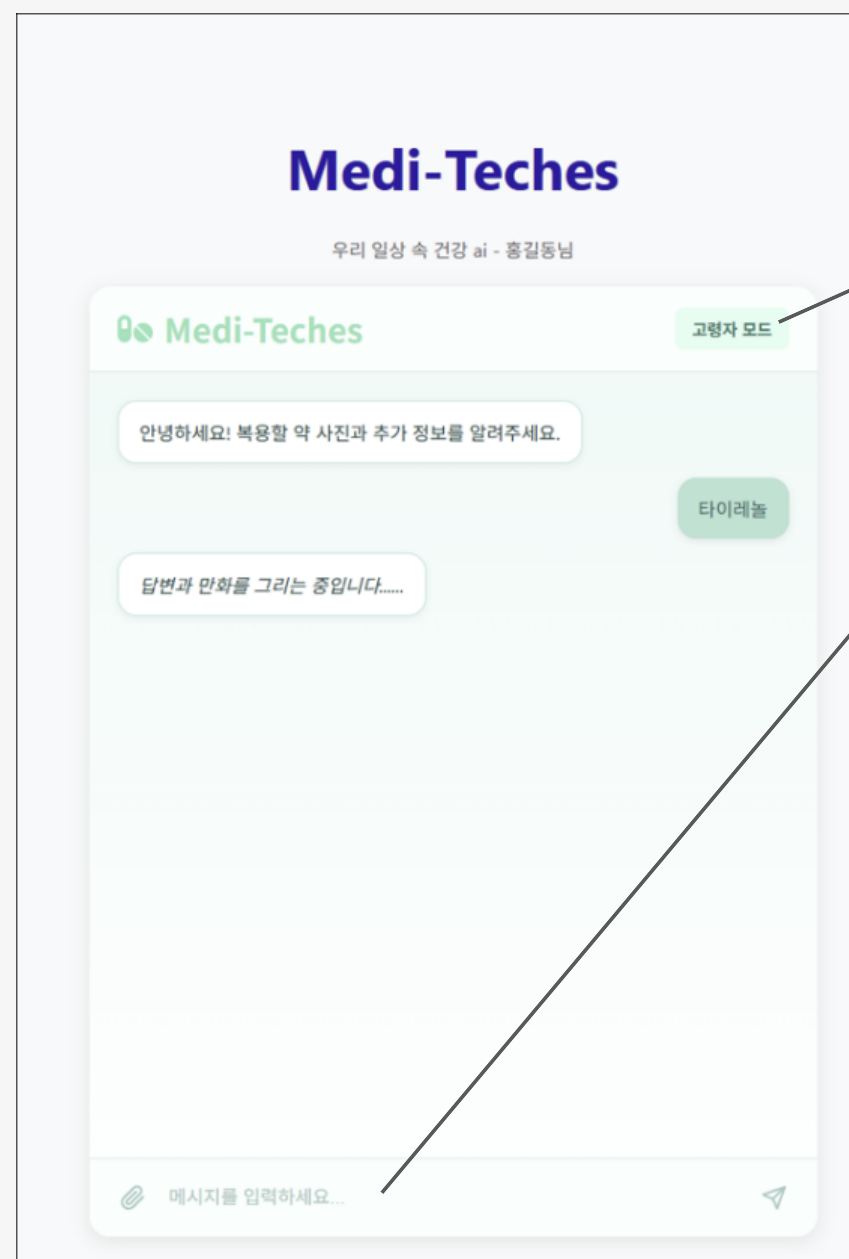 Medi-Teches
우리 일상 속 건강 ai - 홍길동님
Medi-Teches
고령자 모드
안녕하세요! 복용할 약 사진과 추가 정보를 알려주세요.
타이레놀
답변과 만화를 그리는 중입니다......
메시지를 입력하세요...